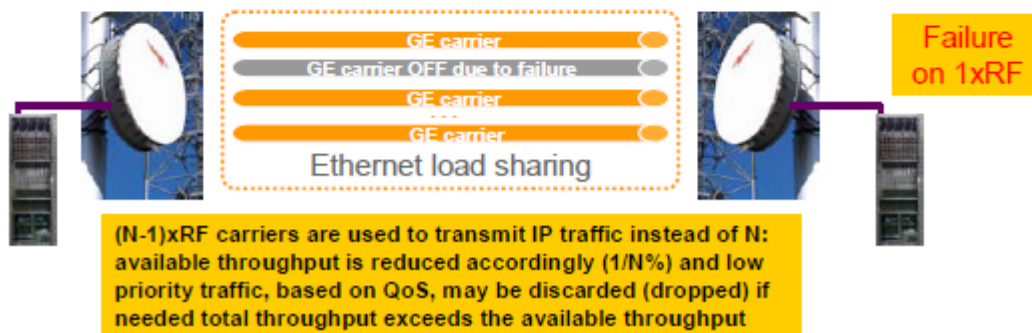 GE carrier
GE carrier OFF due to failure
GE carrier
...
GE carrier
Ethernet load sharing
Failure
on 1xRF
(N-1)xRF carriers are used to transmit IP traffic instead of N:
available throughput is reduced accordingly (1/N%) and low
priority traffic, based on QoS, may be discarded (dropped) if
needed total throughput exceeds the available throughput